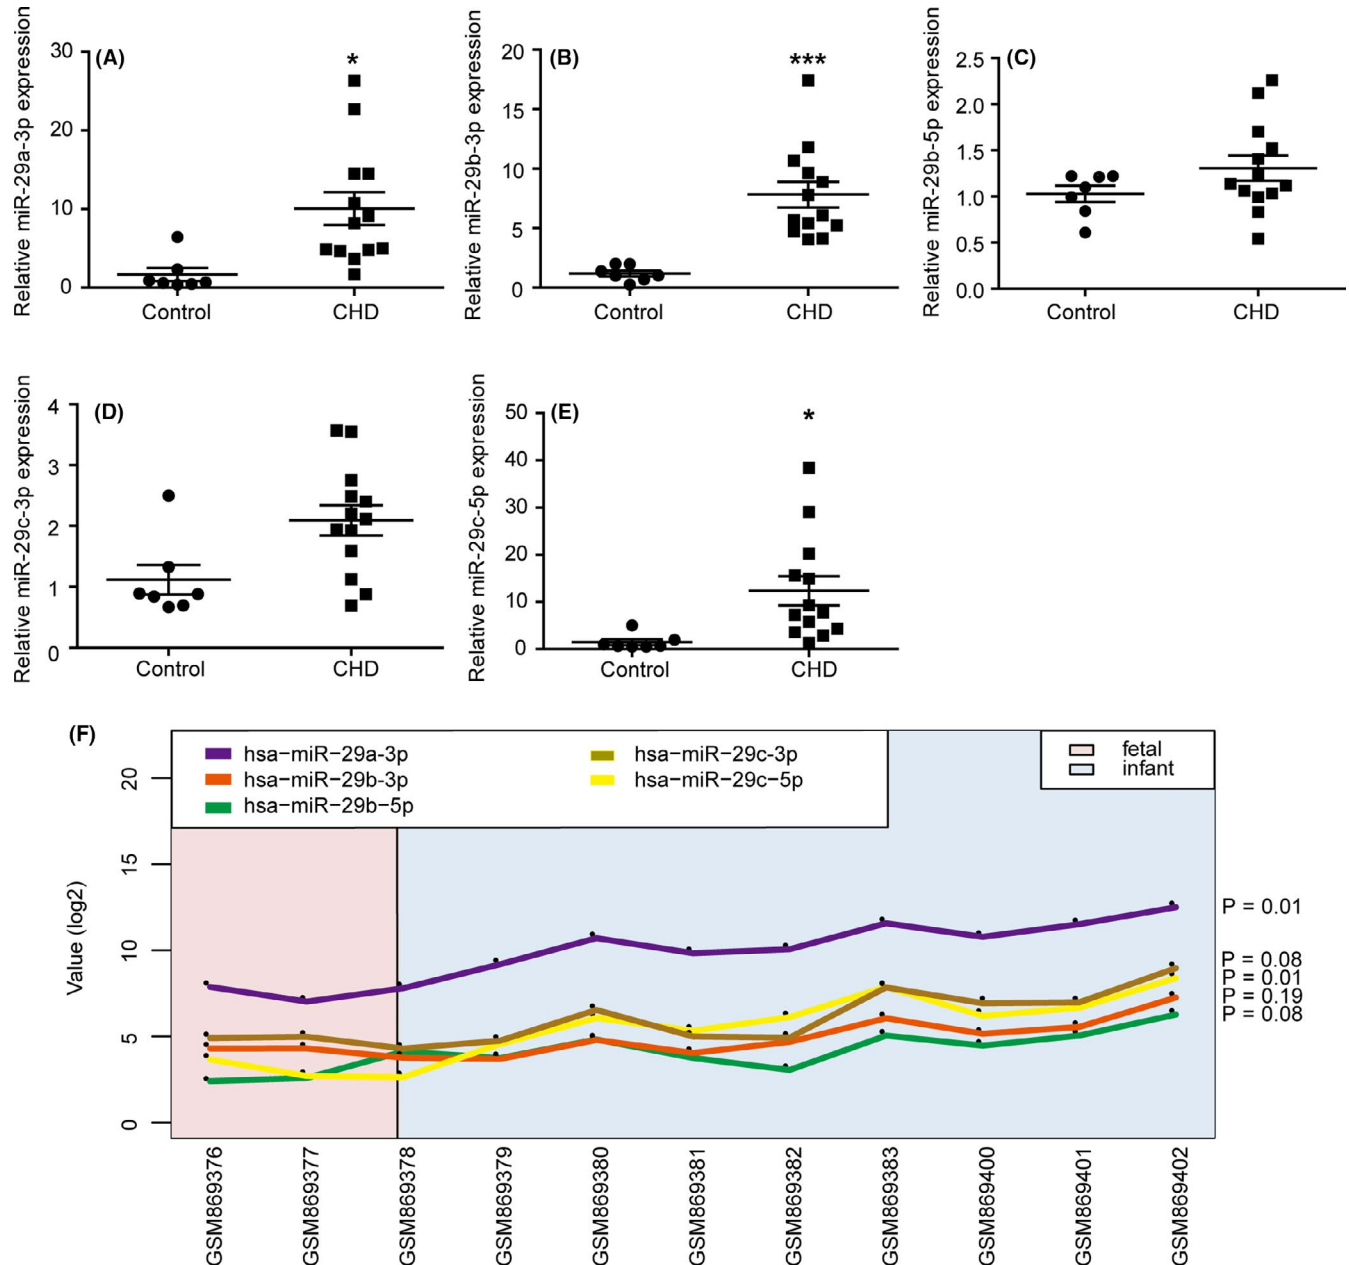 (A)
*
Relative miR-29a-3p expression
30
20
10
0
Control
CHD
(B)
***
Relative miR-29b-3p expression
20
15
10
5
0
Control
CHD
(C)
Relative miR-29b-5p expression
2.5
2.0
1.5
1.0
0.5
0.0
Control
CHD
(D)
Relative miR-29c-3p expression
4
3
2
1
0
Control
CHD
(E)
*
Relative miR-29c-5p expression
50
40
30
20
10
0
Control
CHD
(F)
hsa-miR-29a-3p
hsa-miR-29b-3p
hsa-miR-29b-5p
hsa-miR-29c-3p
hsa-miR-29c-5p
fetal
infant
Value (log2)
20
15
10
5
0
P = 0.01
P = 0.08
P = 0.01
P = 0.19
P = 0.08
GSM869376
GSM869377
GSM869378
GSM869379
GSM869380
GSM869381
GSM869382
GSM869383
GSM869400
GSM869401
GSM869402